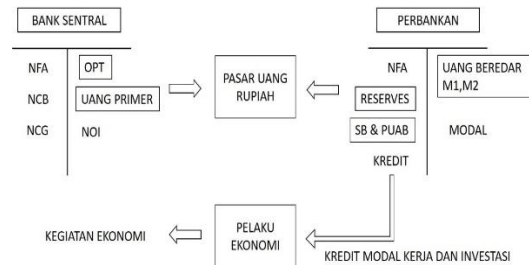 BANK SENTRAL
PERBANKAN
NFA
OPT
NCB
UANG PRIMER
NCG
NOI
PASAR UANG
RUPIAH
NFA
UANG BEREDAR
M1,M2
RESERVES
SB & PUAB
MODAL
KREDIT
KEGIATAN EKONOMI
PELAKU
EKONOMI
KREDIT MODAL KERJA DAN INVESTASI